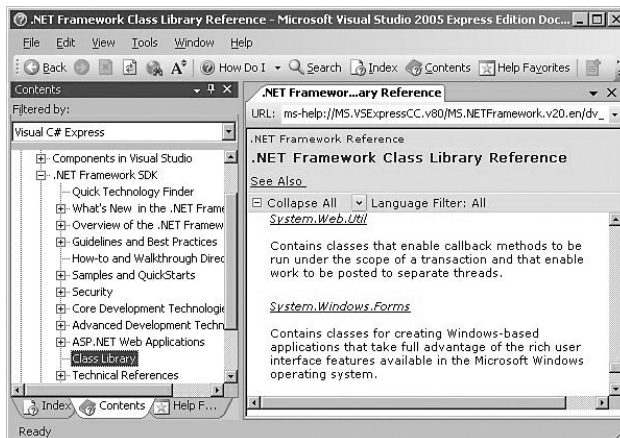 .NET Framework Class Library Reference - Microsoft Visual Studio 2005 Express Edition Doc...
File Edit View Tools Window Help
Back How Do I Search Index Contents Help Favorites
Contents
Filtered by:
Visual C# Express
Components in Visual Studio
.NET Framework SDK
Quick Technology Finder
What's New in the .NET Frame
Overview of the .NET Framew
Guidelines and Best Practices
How-to and Walkthrough Direc
Samples and QuickStarts
Security
Core Development Technologie
Advanced Development Techn
ASP.NET Web Applications
Class Library
Technical References
Index Contents Help F...
.NET Framewor...ary Reference
URL: ms-help://MS.VSExpressCC.v80/MS.NETFramework.v20.en/dv_
.NET Framework Reference
.NET Framework Class Library Reference
See Also
Collapse All Language Filter: All
System.Web.Util
Contains classes that enable callback methods to be
run under the scope of a transaction and that enable
work to be posted to separate threads.
System.Windows.Forms
Contains classes for creating Windows-based
applications that take full advantage of the rich user
interface features available in the Microsoft Windows
operating system.
Ready